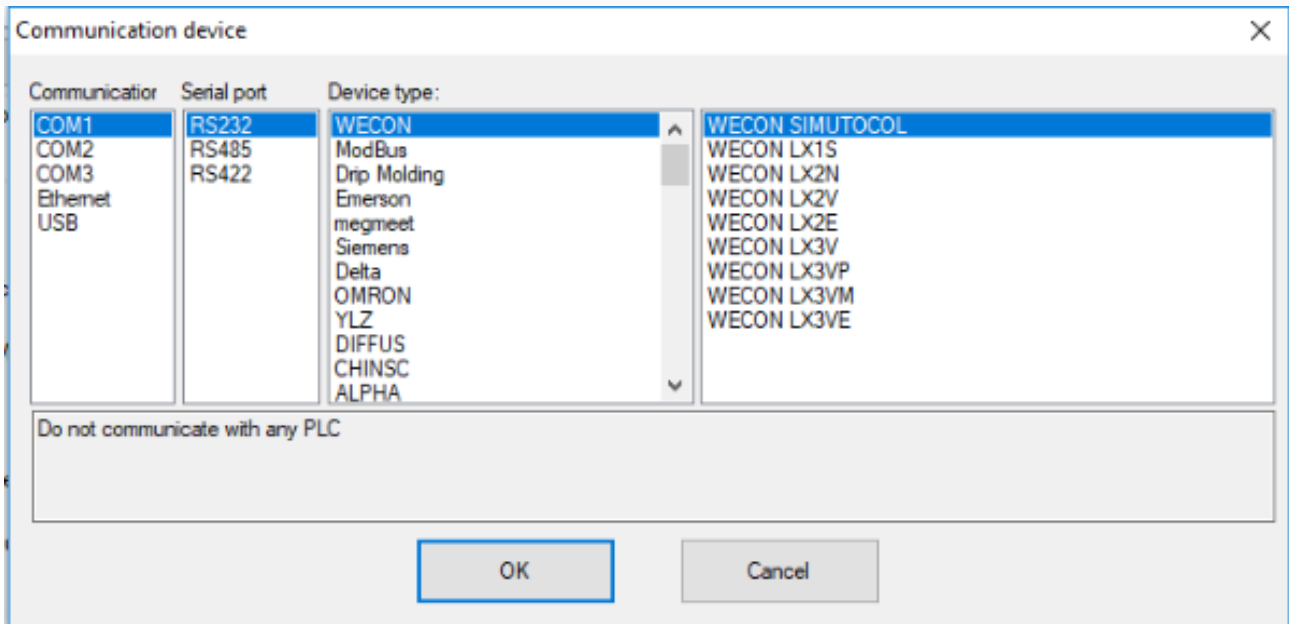 Communication device
Communication
Serial port
Device type:
COM1
COM2
COM3
Ethernet
USB
RS232
RS485
RS422
WECON
ModBus
Drip Molding
Emerson
megmeet
Siemens
Delta
OMRON
YLZ
DIFFUS
CHINSC
ALPHA
WECON SIMUTOCOL
WECON LX1S
WECON LX2N
WECON LX2V
WECON LX2E
WECON LX3V
WECON LX3VP
WECON LX3VM
WECON LX3VE
Do not communicate with any PLC
OK
Cancel